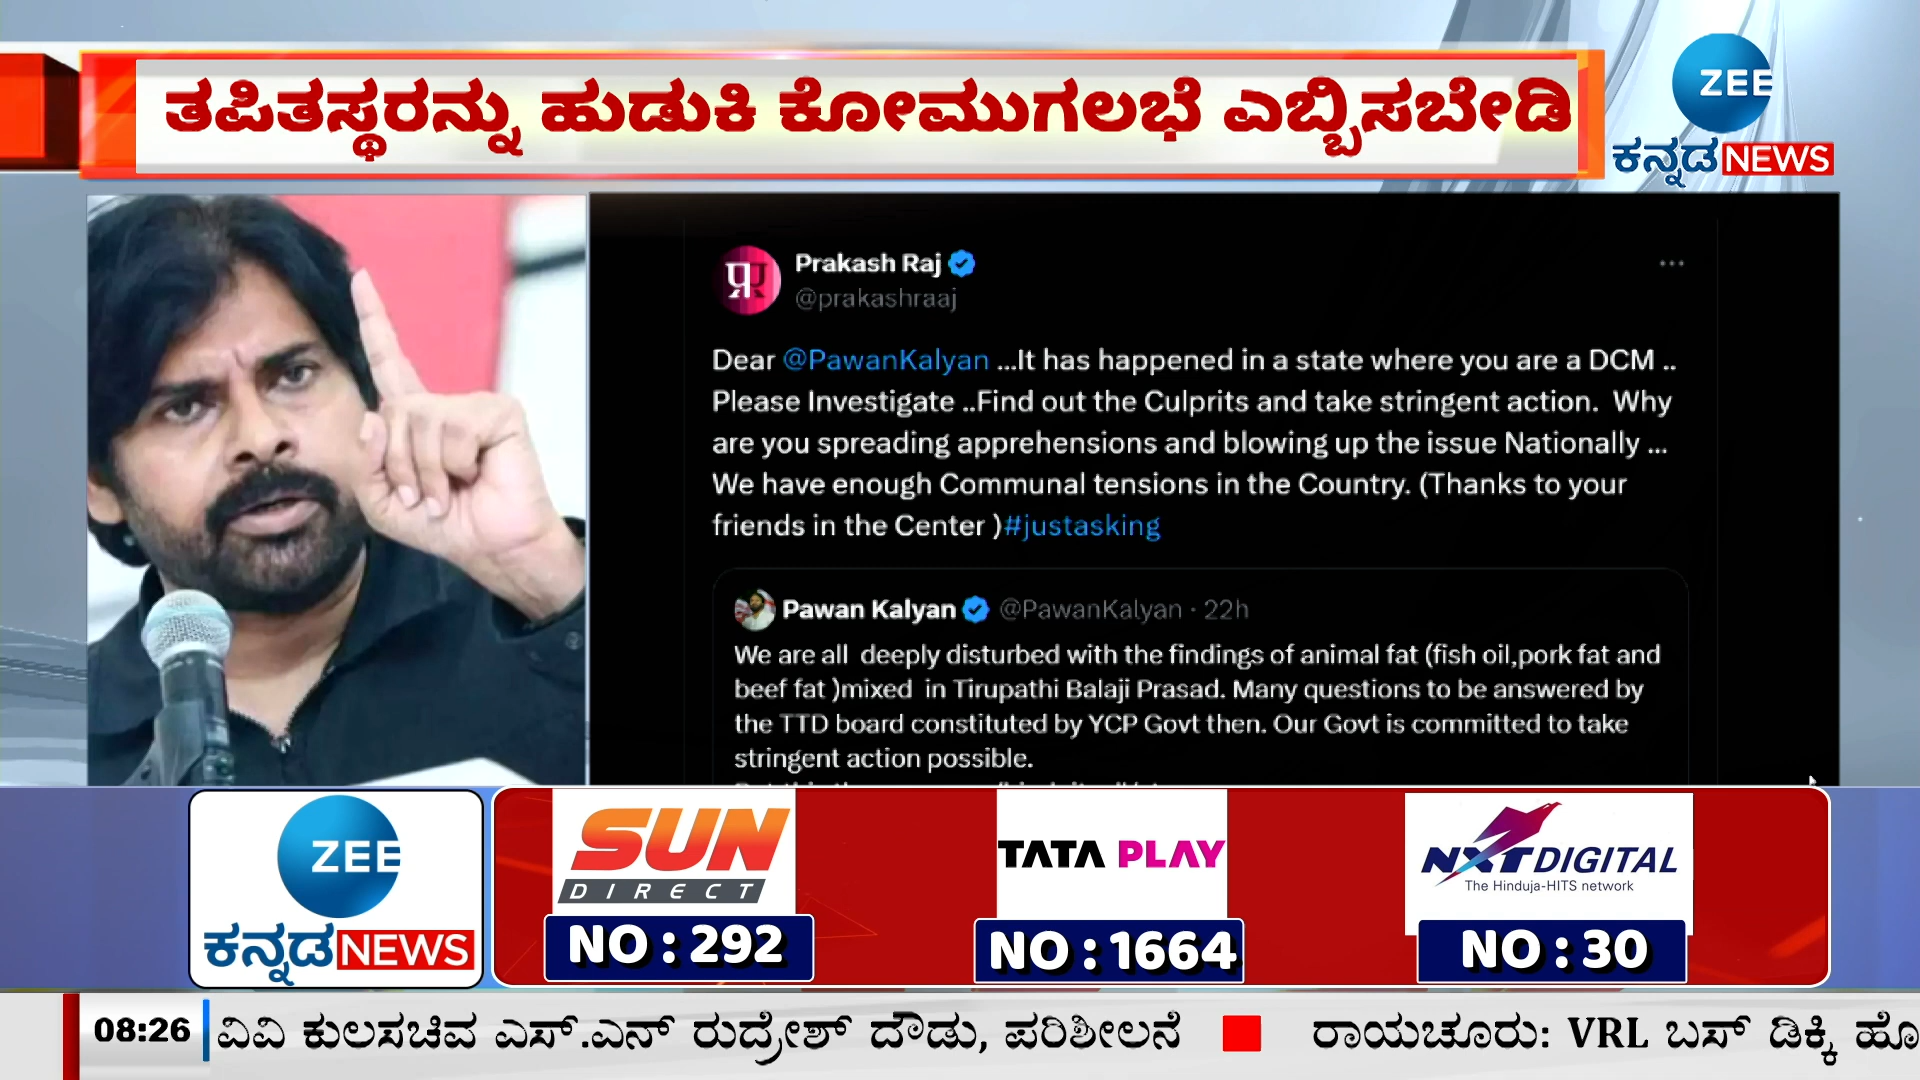 ತಪಿತಸ್ಥರನ್ನು ಹುಡುಕಿ ಕೋಮುಗಲಭೆ ಎಬ್ಬಿಸಬೇಡಿ
ZEE
ಕನ್ನಡ NEWS
Prakash Raj
@prakashraaj
Dear @PawanKalyan ...It has happened in a state where you are a DCM ..
Please Investigate ..Find out the Culprits and take stringent action. Why
are you spreading apprehensions and blowing up the issue Nationally ...
We have enough Communal tensions in the Country. (Thanks to your
friends in the Center )#justasking
Pawan Kalyan @PawanKalyan · 22h
We are all deeply disturbed with the findings of animal fat (fish oil,pork fat and
beef fat )mixed in Tirupathi Balaji Prasad. Many questions to be answered by
the TTD board constituted by YCP Govt then. Our Govt is committed to take
stringent action possible.
ZEE
ಕನ್ನಡ NEWS
SUN
DIRECT
NO : 292
TATA PLAY
NO : 1664
NXTDIGITAL
The Hinduja-HITS network
NO : 30
08:26 ವಿವಿ ಕುಲಸಚಿವ ಎಸ್.ಎನ್ ರುದ್ರೇಶ್ ದೌಡು, ಪರಿಶೀಲನೆ ರಾಯಚೂರು: VRL ಬಸ್ ಡಿಕ್ಕಿ ಹೊ